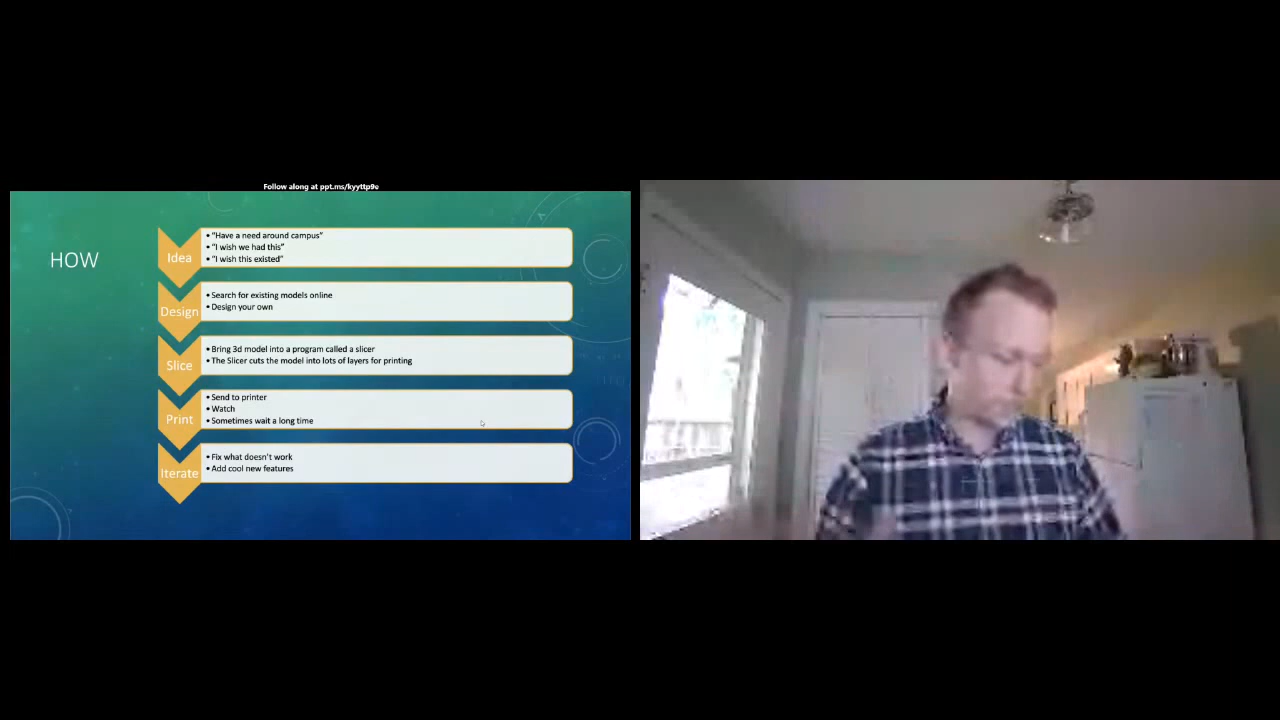 Follow along at ppt.ms/kyyttp9e
HOW
Idea
• "Have a need around campus"
• "I wish we had this"
• "I wish this existed"
Design
• Search for existing models online
• Design your own
Slice
• Bring 3d model into a program called a slicer
• The Slicer cuts the model into lots of layers for printing
Print
• Send to printer
• Watch
• Sometimes wait a long time
Iterate
• Fix what doesn't work
• Add cool new features